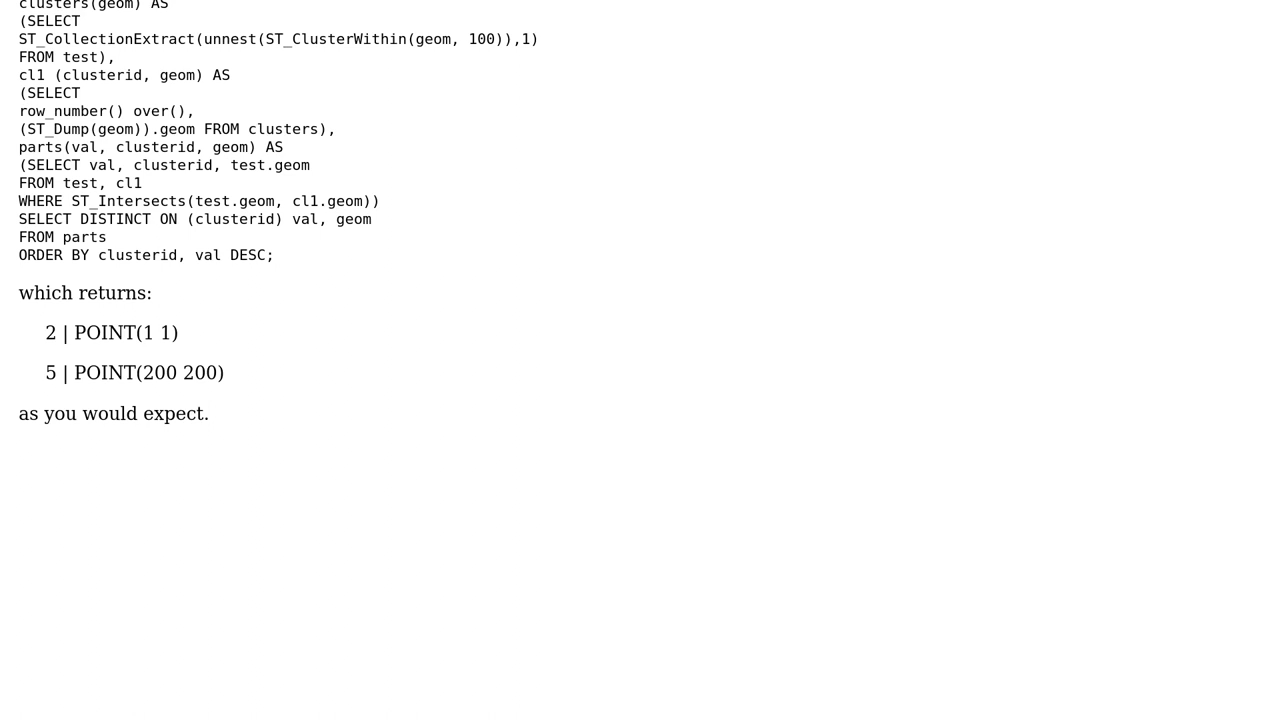 clusters(geom) AS
(SELECT
ST_CollectionExtract(unnest(ST_ClusterWithin(geom, 100)),1)
FROM test),
cl1 (clusterid, geom) AS
(SELECT
row_number() over(),
(ST_Dump(geom)).geom FROM clusters),
parts(val, clusterid, geom) AS
(SELECT val, clusterid, test.geom
FROM test, cl1
WHERE ST_Intersects(test.geom, cl1.geom))
SELECT DISTINCT ON (clusterid) val, geom
FROM parts
ORDER BY clusterid, val DESC;
which returns:
2 | POINT(1 1)
5 | POINT(200 200)
as you would expect.